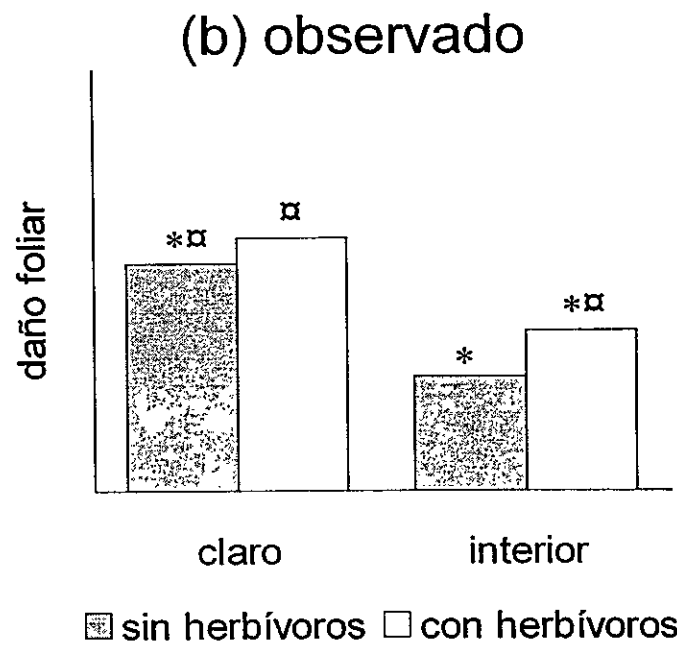 (b) observado
daño foliar
*¤ ¤
* *¤
claro interior
sin herbívoros con herbívoros